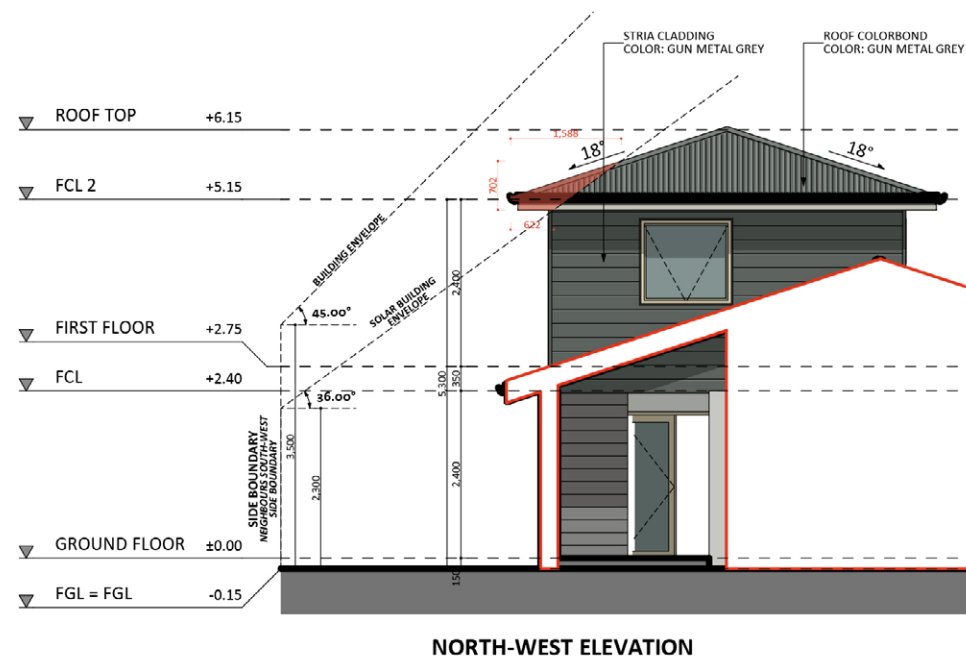 STRIA CLADDING
COLOR: GUN METAL GREY
ROOF COLORBOND
COLOR: GUN METAL GREY
ROOF TOP +6.15
1,588
18°
18°
FCL 2 +5.15
702
622
BUILDING ENVELOPE
2,400
SOLAR BUILDING
ENVELOPE
45.00°
FIRST FLOOR +2.75
FCL +2.40
5,300
350
36.00°
SIDE BOUNDARY
NEIGHBOURS SOUTH-WEST
SIDE BOUNDARY
3,500
2,300
2,400
GROUND FLOOR ±0.00
150
FGL = FGL -0.15
NORTH-WEST ELEVATION